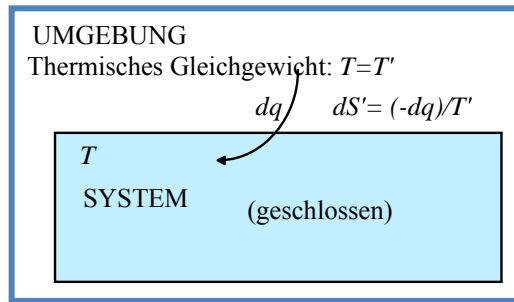 UMGEBUNG
Thermisches Gleichgewicht: T=T'
dq dS'= (-dq)/T'
T
SYSTEM
(geschlossen)